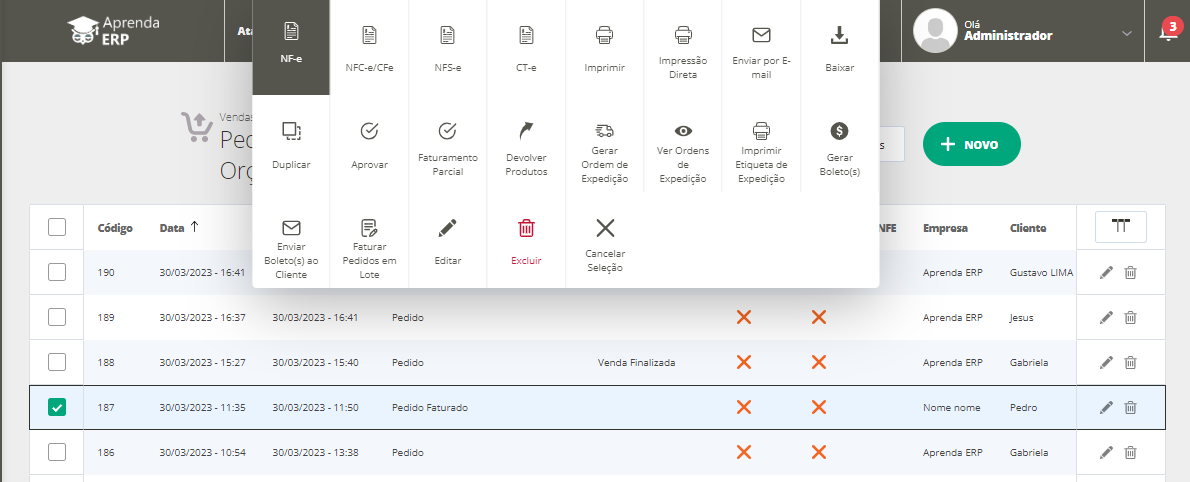 Aprenda
ERP
Ata
NF-e
NFC-e/CFe
NFS-e
CT-e
Imprimir
Impressão
Direta
Enviar por E-
mail
Baixar
Olá
Administrador
3
Vendas
Duplicar
Aprovar
Faturamento
Parcial
Devolver
Produtos
Gerar
Ordem de
Expedição
Ver Ordens
de
Expedição
Imprimir
Etiqueta de
Expedição
Gerar
Boleto(s)
s
NOVO
Enviar
Boleto(s) ao
Cliente
Faturar
Pedidos em
Lote
Editar
Excluir
Cancelar
Seleção
Código Data NFE Empresa Cliente
190 30/03/2023 - 16:41 Aprenda ERP Gustavo LIMA
189 30/03/2023 - 16:37 30/03/2023 - 16:41 Pedido Aprenda ERP Jesus
188 30/03/2023 - 15:27 30/03/2023 - 15:40 Pedido Venda Finalizada Aprenda ERP Gabriela
187 30/03/2023 - 11:35 30/03/2023 - 11:50 Pedido Faturado Nome nome Pedro
186 30/03/2023 - 10:54 30/03/2023 - 13:38 Pedido Aprenda ERP Gabriela